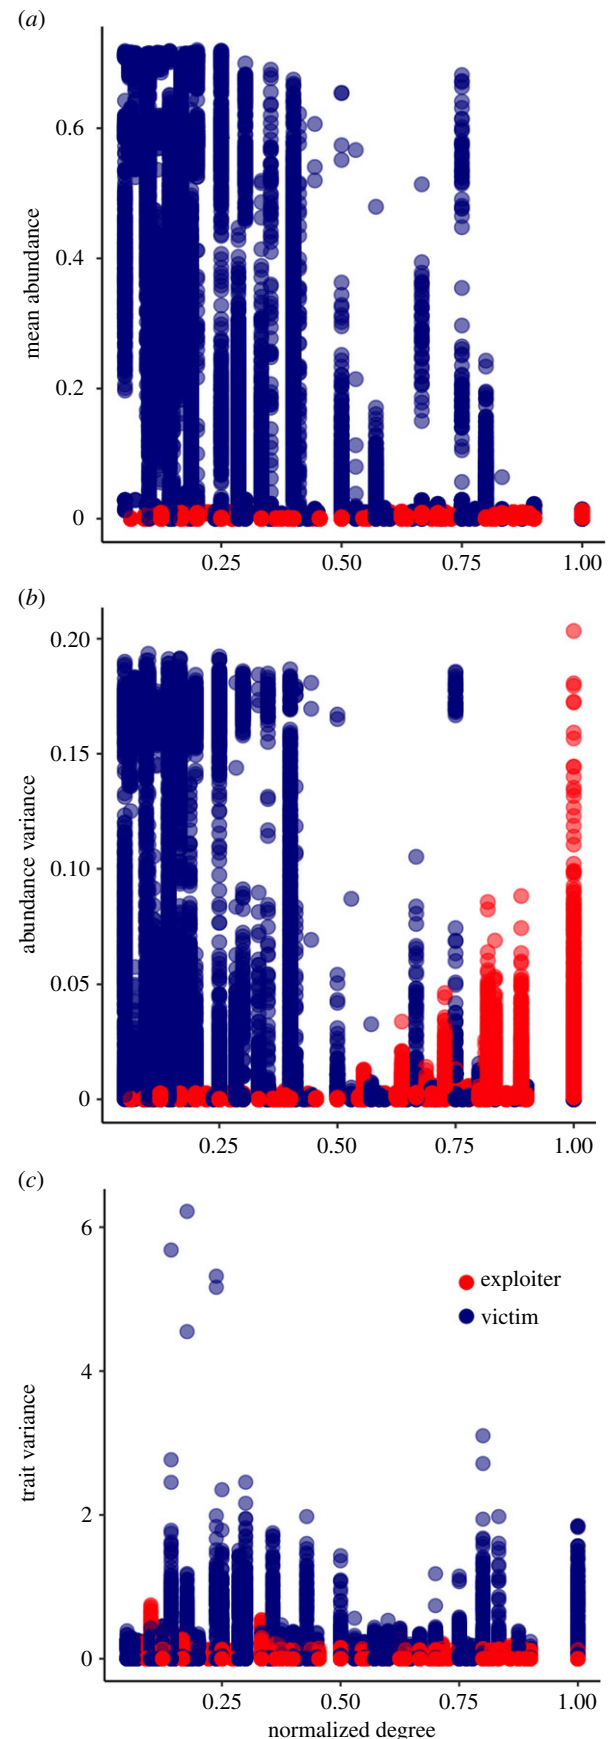 (a)
mean abundance
0.6
0.4
0.2
0
0.25 0.50 0.75 1.00
(b)
abundance variance
0.20
0.15
0.10
0.05
0
0.25 0.50 0.75 1.00
(c)
trait variance
6
4
2
0
exploiter
victim
0.25 0.50 0.75 1.00
normalized degree